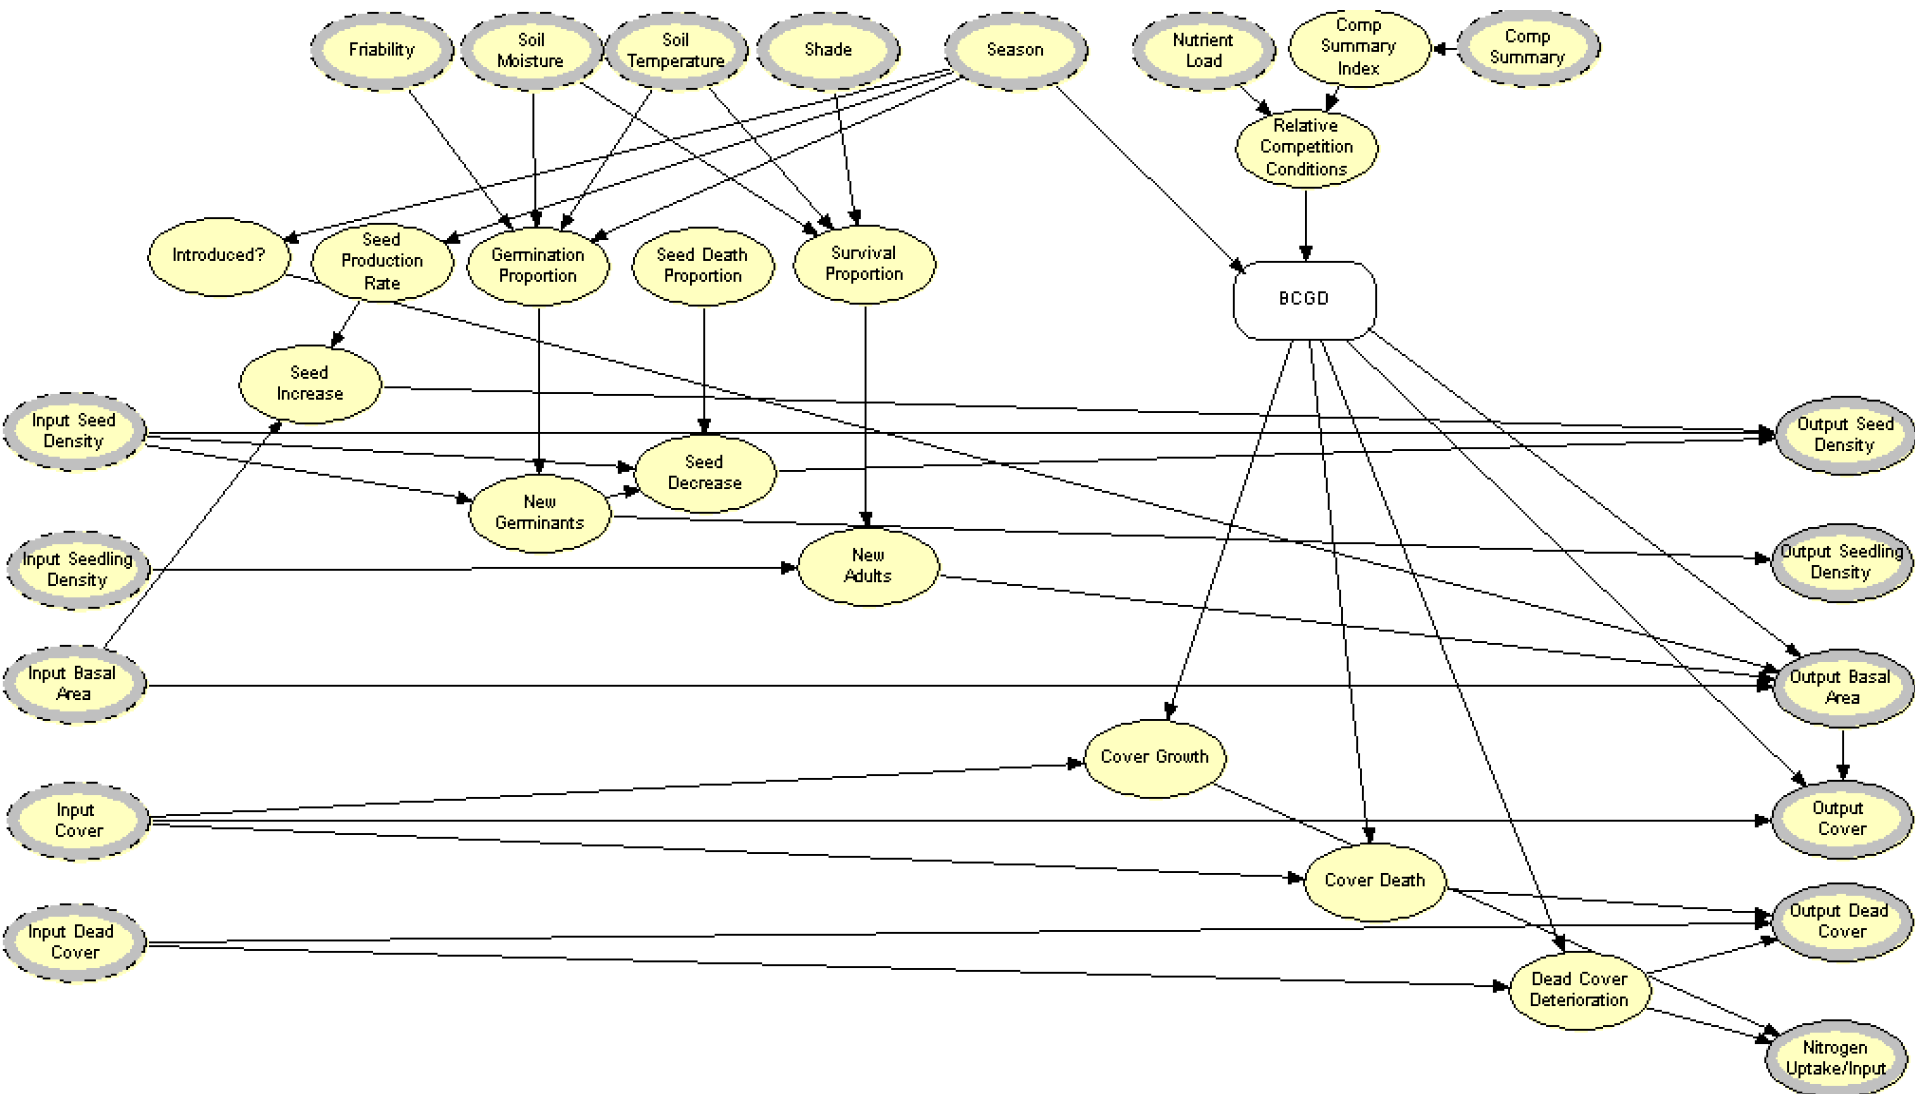 Friability
Soil
Moisture
Soil
Temperature
Shade
Season
Nutrient
Load
Comp
Summary
Index
Comp
Summary
Relative
Competition
Conditions
Introduced?
Seed
Production
Rate
Germination
Proportion
Seed Death
Proportion
Survival
Proportion
BCGD
Seed
Increase
Input Seed
Density
Seed
Decrease
Output Seed
Density
New
Germinants
Input Seedling
Density
New
Adults
Output Seedling
Density
Input Basal
Area
Output Basal
Area
Cover Growth
Input
Cover
Output
Cover
Cover Death
Input Dead
Cover
Output Dead
Cover
Dead Cover
Deterioration
Nitrogen
Uptake/Input